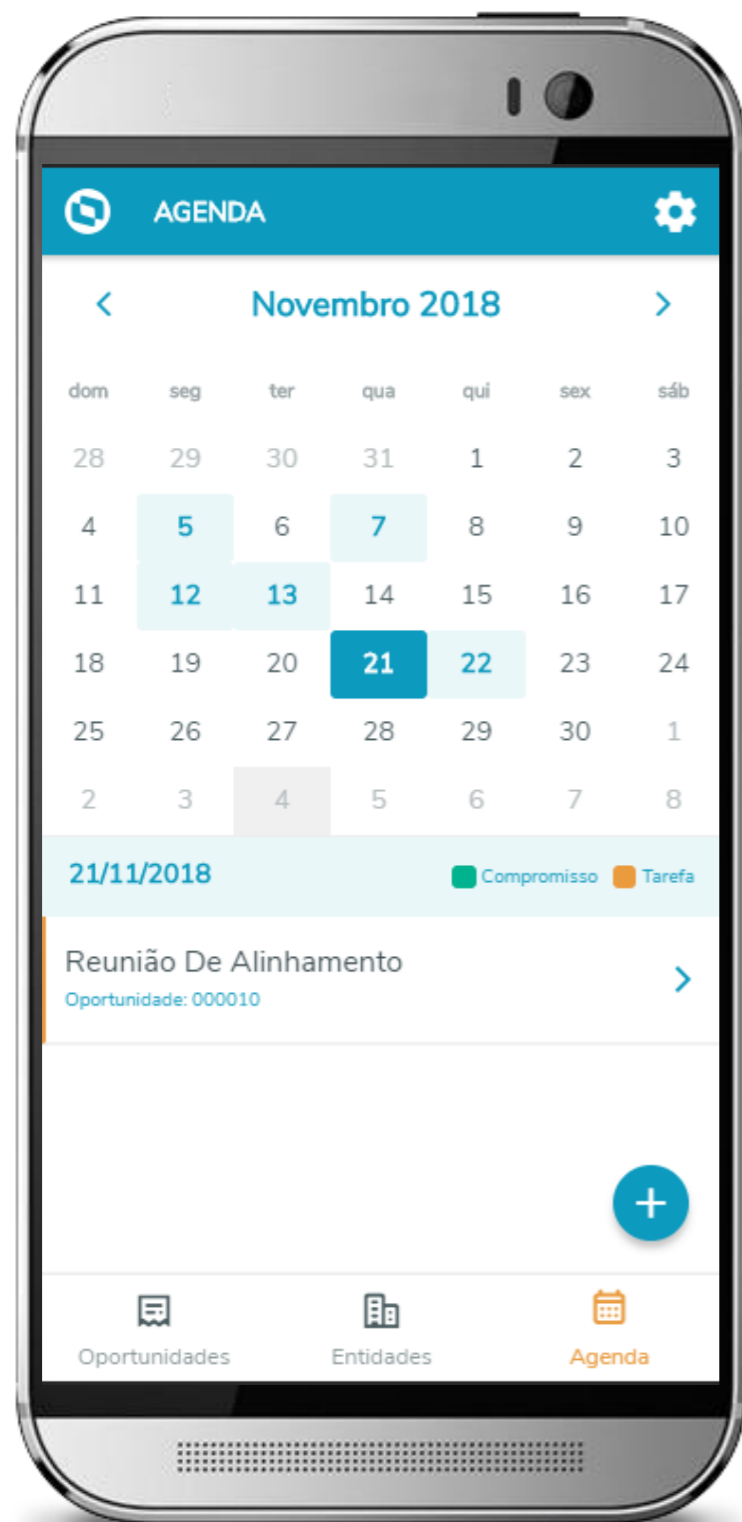 AGENDA
Novembro 2018
dom seg ter qua qui sex sáb
28 29 30 31 1 2 3
4 5 6 7 8 9 10
11 12 13 14 15 16 17
18 19 20 21 22 23 24
25 26 27 28 29 30 1
2 3 4 5 6 7 8
21/11/2018 Compromisso Tarefa
Reunião De Alinhamento
Oportunidade: 000010
Oportunidades Entidades Agenda